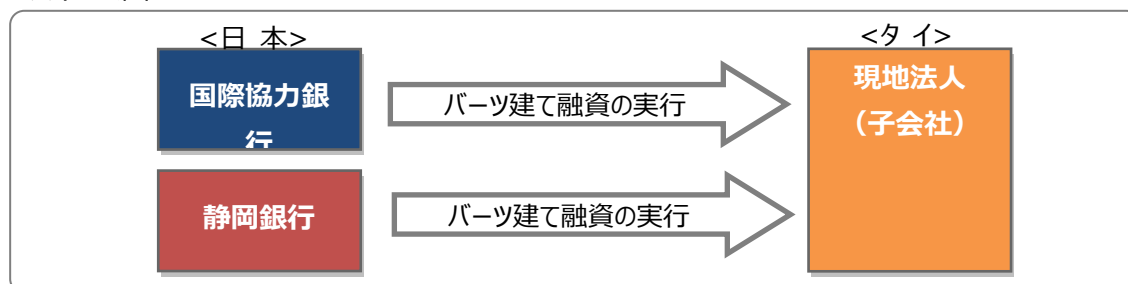 <日 本>
<タ イ>
国際協力銀
行
バーツ建て融資の実行
現地法人
(子会社)
静岡銀行
バーツ建て融資の実行